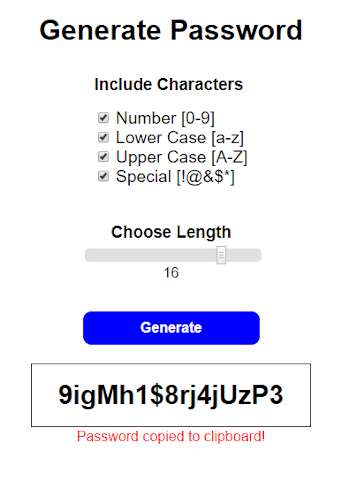 Generate Password
Include Characters
Number [0-9]
Lower Case [a-z]
Upper Case [A-Z]
Special [!@&$*]
Choose Length
16
Generate
9igMh1$8rj4jUzP3
Password copied to clipboard!